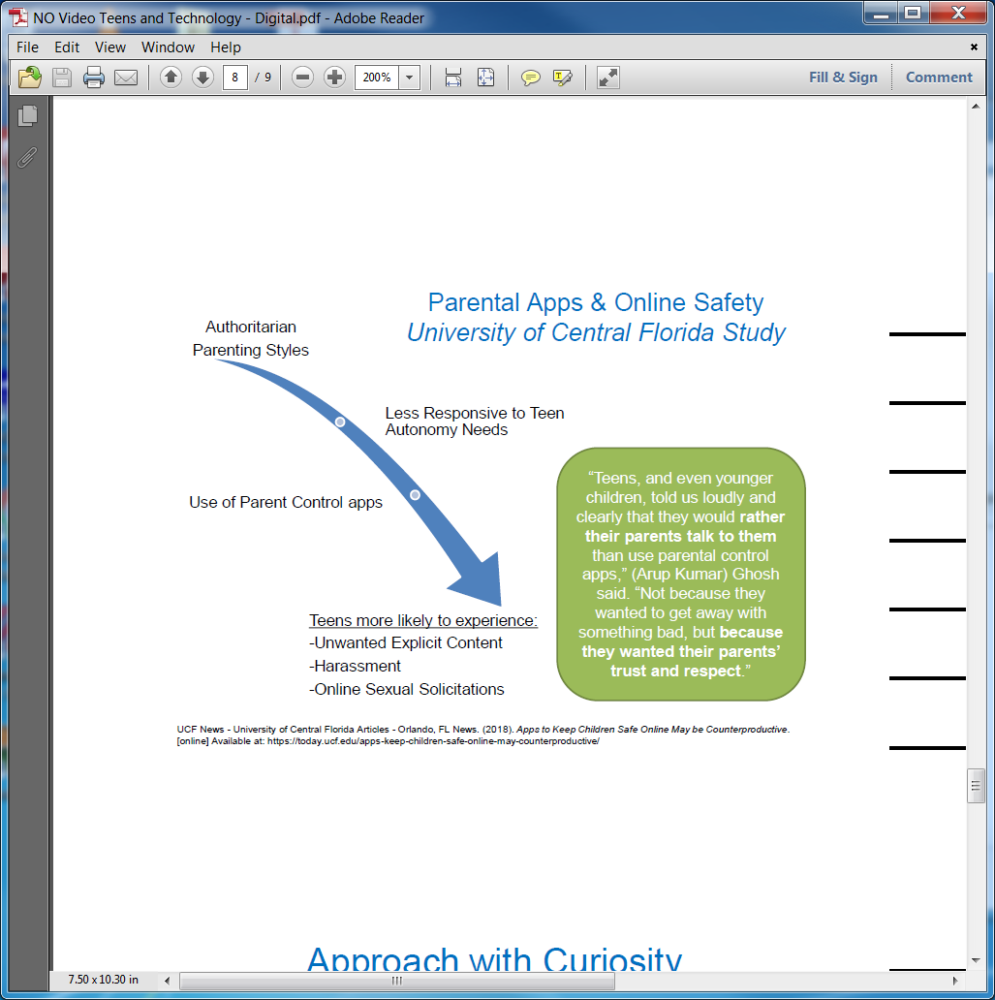 NO Video Teens and Technology - Digital.pdf - Adobe Reader
File Edit View Window Help
8 / 9 200% Fill & Sign Comment
Parental Apps & Online Safety
University of Central Florida Study
Authoritarian
Parenting Styles
Less Responsive to Teen
Autonomy Needs
Use of Parent Control apps
“Teens, and even younger
children, told us loudly and
clearly that they would rather
their parents talk to them
than use parental control
apps,” (Arup Kumar) Ghosh
said. “Not because they
wanted to get away with
something bad, but because
they wanted their parents’
trust and respect.”
Teens more likely to experience:
-Unwanted Explicit Content
-Harassment
-Online Sexual Solicitations
UCF News - University of Central Florida Articles - Orlando, FL News. (2018). Apps to Keep Children Safe Online May be Counterproductive.
[online] Available at: https://today.ucf.edu/apps-keep-children-safe-online-may-counterproductive/
Approach with Curiosity
7.50 x 10.30 in